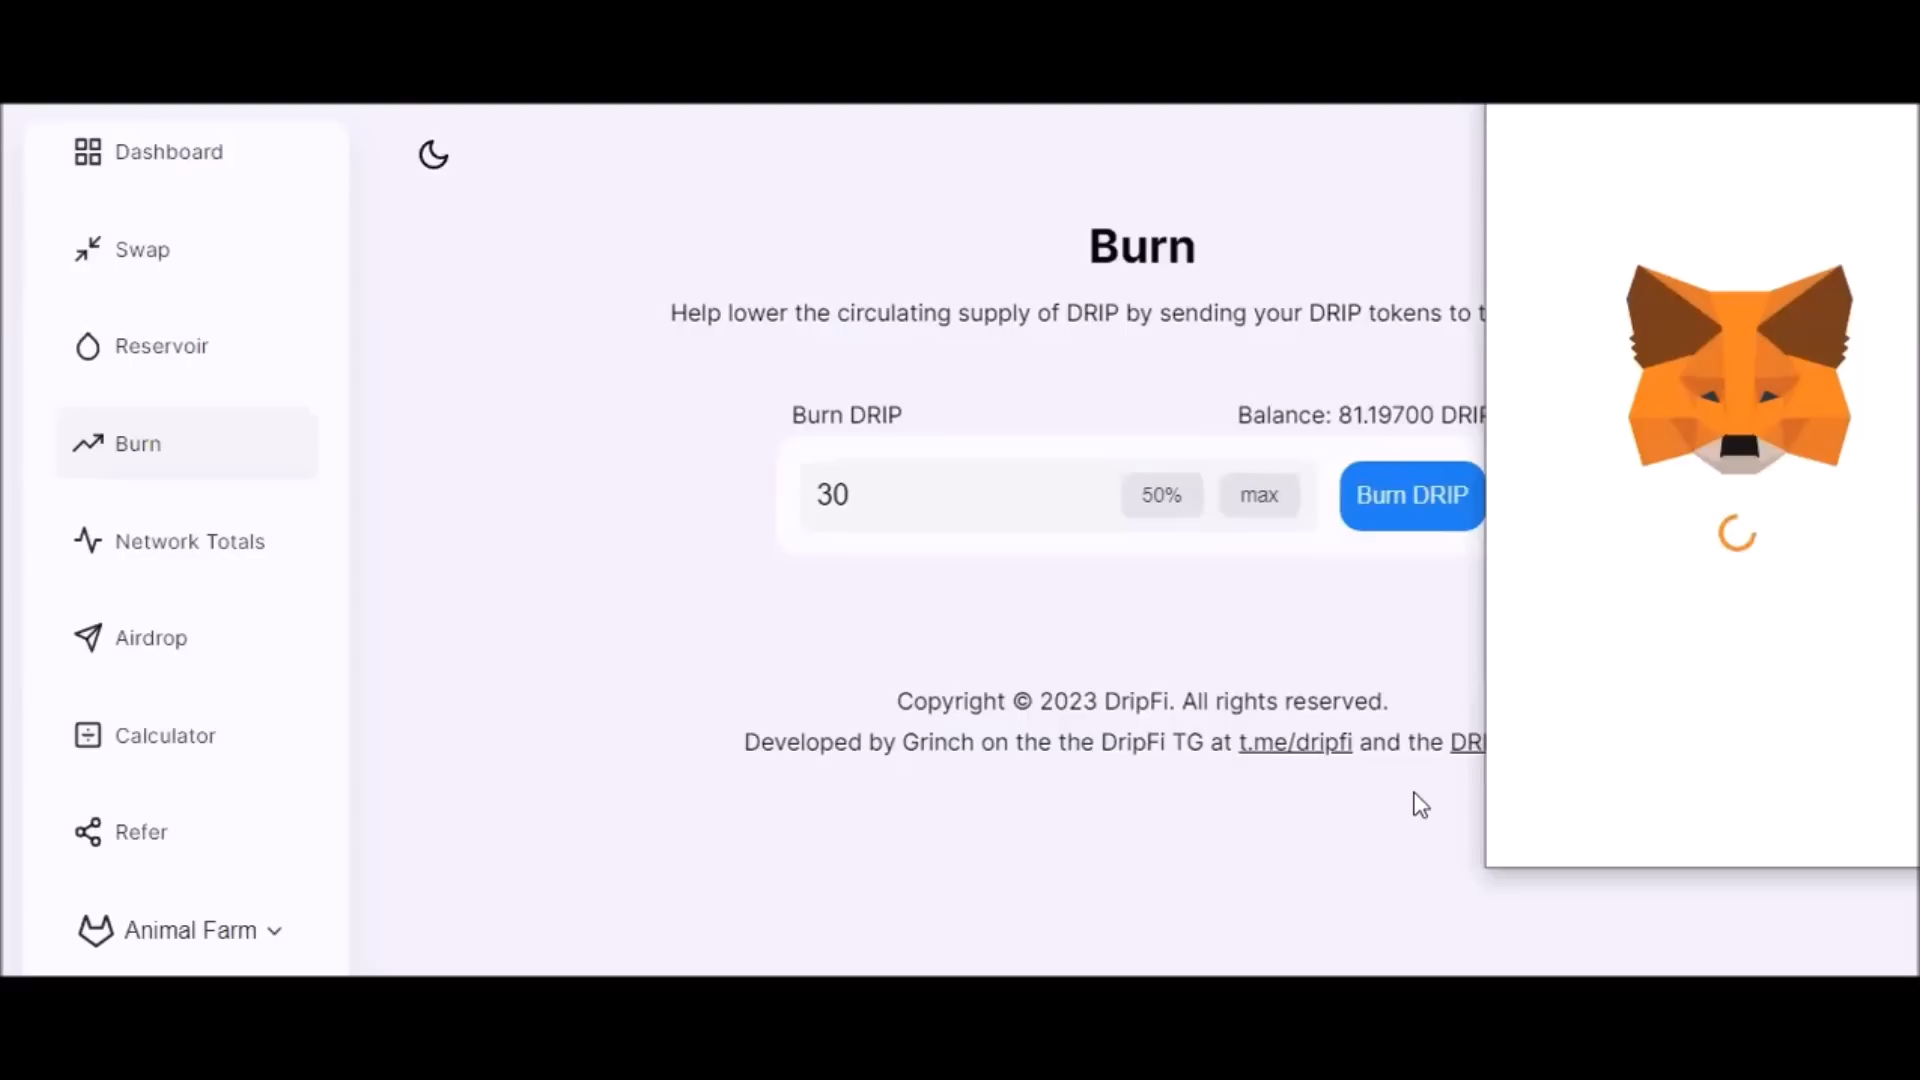 Dashboard
Swap
Reservoir
Burn
Network Totals
Airdrop
Calculator
Refer
Animal Farm
Burn
Help lower the circulating supply of DRIP by sending your DRIP tokens to t
Burn DRIP
Balance: 81.19700 DRIP
30
50%
max
Burn DRIP
Copyright © 2023 DripFi. All rights reserved.
Developed by Grinch on the the DripFi TG at t.me/dripfi and the DRI